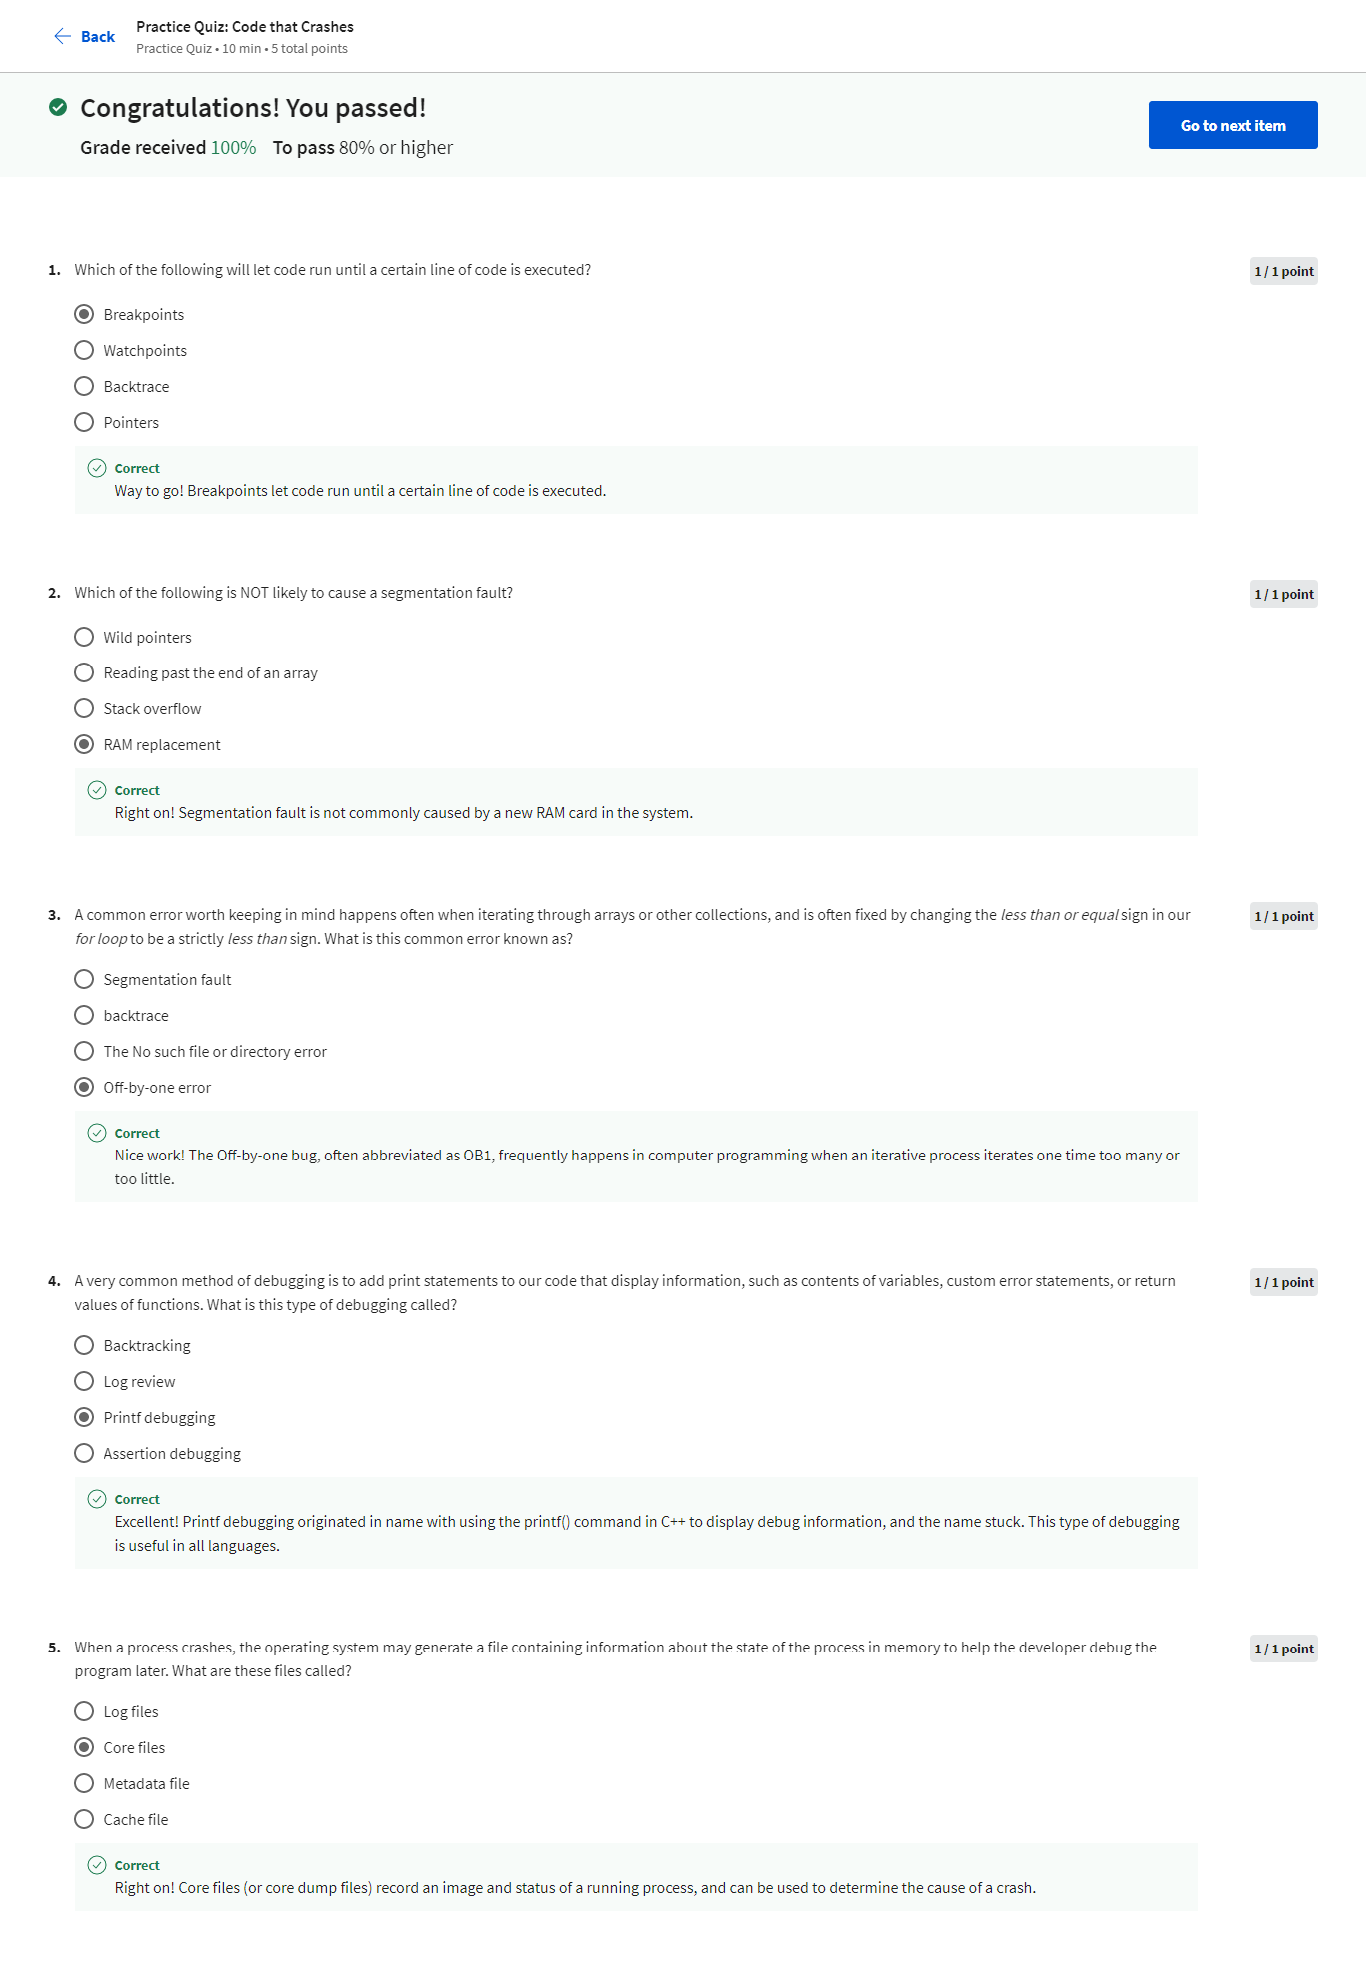 Back
Practice Quiz: Code that Crashes
Practice Quiz • 10 min • 5 total points
Congratulations! You passed!
Grade received 100% To pass 80% or higher
Go to next item
1. Which of the following will let code run until a certain line of code is executed?
1 / 1 point
Breakpoints
Watchpoints
Backtrace
Pointers
Correct
Way to go! Breakpoints let code run until a certain line of code is executed.
2. Which of the following is NOT likely to cause a segmentation fault?
1 / 1 point
Wild pointers
Reading past the end of an array
Stack overflow
RAM replacement
Correct
Right on! Segmentation fault is not commonly caused by a new RAM card in the system.
3. A common error worth keeping in mind happens often when iterating through arrays or other collections, and is often fixed by changing the less than or equal sign in our
1 / 1 point
for loop to be a strictly less than sign. What is this common error known as?
Segmentation fault
backtrace
The No such file or directory error
Off-by-one error
Correct
Nice work! The Off-by-one bug, often abbreviated as OB1, frequently happens in computer programming when an iterative process iterates one time too many or
too little.
4. A very common method of debugging is to add print statements to our code that display information, such as contents of variables, custom error statements, or return
1 / 1 point
values of functions. What is this type of debugging called?
Backtracking
Log review
Printf debugging
Assertion debugging
Correct
Excellent! Printf debugging originated in name with using the printf() command in C++ to display debug information, and the name stuck. This type of debugging
is useful in all languages.
5. When a process crashes, the operating system may generate a file containing information about the state of the process in memory to help the developer debug the
1 / 1 point
program later. What are these files called?
Log files
Core files
Metadata file
Cache file
Correct
Right on! Core files (or core dump files) record an image and status of a running process, and can be used to determine the cause of a crash.